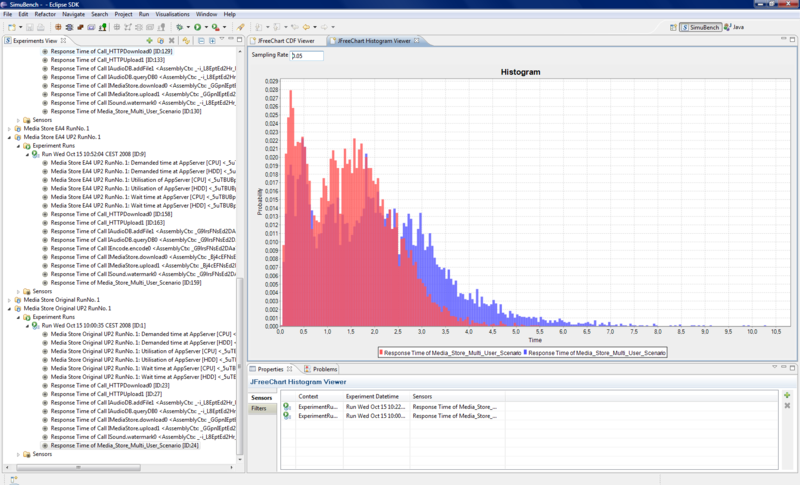 SimuBench - - Eclipse SDK
File Edit Refactor Navigate Search Project Run Visualisations Window Help
SimuBench Java
Experiments View
Response Time of Call_HTTPDownload0 [ID:129]
Response Time of Call_HTTPUpload1 [ID:133]
Response Time of Call IAudioDB.addFile1 <AssemblyCtx: _-i_L8EptEd2Hr_
Response Time of Call IAudioDB.queryDB0 <AssemblyCtx: _-i_L8EptEd2Hr_
Response Time of Call IMediaStore.download0 <AssemblyCtx: _GGpnIEptEd2
Response Time of Call IMediaStore.upload1 <AssemblyCtx: _GGpnIEptEd2H
Response Time of Call ISound.watermark0 <AssemblyCtx: _-i_L8EptEd2Hr_
Response Time of Media_Store_Multi_User_Scenario [ID:130]
Sensors
Media Store EA4 RunNo. 1
Media Store EA4 UP2 RunNo. 1
Experiment Runs
Run Wed Oct 15 10:52:04 CEST 2008 [ID:9]
Media Store EA4 UP2 RunNo. 1: Demanded time at AppServer [CPU] <_5uT
Media Store EA4 UP2 RunNo. 1: Demanded time at AppServer [HDD] <_5uT
Media Store EA4 UP2 RunNo. 1: Utilisation of AppServer [CPU] <_5uTBUBp
Media Store EA4 UP2 RunNo. 1: Utilisation of AppServer [HDD] <_5uTBUBp
Media Store EA4 UP2 RunNo. 1: Wait time at AppServer [CPU] <_5uTBUBp
Media Store EA4 UP2 RunNo. 1: Wait time at AppServer [HDD] <_5uTBUBp
Response Time of Call_HTTPDownload0 [ID:158]
Response Time of Call_HTTPUpload1 [ID:163]
Response Time of Call IAudioDB.addFile1 <AssemblyCtx: _G9IrsFNsEd2DAa
Response Time of Call IAudioDB.queryDB0 <AssemblyCtx: _G9IrsFNsEd2DA
Response Time of Call IEncode.encode0 <AssemblyCtx: _G9IrsFNsEd2DAa
Response Time of Call IMediaStore.download0 <AssemblyCtx: _Bj4cEFNsEd
Response Time of Call IMediaStore.upload1 <AssemblyCtx: _Bj4cEFNsEd2
Response Time of Call ISound.watermark0 <AssemblyCtx: _G9IrsFNsEd2DA
Response Time of Media_Store_Multi_User_Scenario [ID:159]
Sensors
Media Store Original RunNo.1
Media Store Original UP2 RunNo.1
Experiment Runs
Run Wed Oct 15 10:00:35 CEST 2008 [ID:1]
Media Store Original UP2 RunNo.1: Demanded time at AppServer [CPU] <_
Media Store Original UP2 RunNo.1: Demanded time at AppServer [HDD] <_
Media Store Original UP2 RunNo.1: Utilisation of AppServer [CPU] <_5uTB
Media Store Original UP2 RunNo.1: Utilisation of AppServer [HDD] <_5uTB
Media Store Original UP2 RunNo.1: Wait time at AppServer [CPU] <_5uTB
Media Store Original UP2 RunNo.1: Wait time at AppServer [HDD] <_5uTB
Response Time of Call_HTTPDownload0 [ID:23]
Response Time of Call_HTTPUpload1 [ID:27]
Response Time of Call IAudioDB.addFile1 <AssemblyCtx: _-i_L8EptEd2Hr_
Response Time of Call IAudioDB.queryDB0 <AssemblyCtx: _-i_L8EptEd2Hr_
Response Time of Call IMediaStore.download0 <AssemblyCtx: _GGpnIEptEd
Response Time of Call IMediaStore.upload1 <AssemblyCtx: _GGpnIEptEd2H
Response Time of Call ISound.watermark0 <AssemblyCtx: _-i_L8EptEd2Hr_
Response Time of Media_Store_Multi_User_Scenario [ID:24]
Sensors
JFreeChart CDF Viewer JFreeChart Histogram Viewer
Sampling Rate 0.05
Histogram
Probability
0,029
0,028
0,027
0,026
0,025
0,024
0,023
0,022
0,021
0,020
0,019
0,018
0,017
0,016
0,015
0,014
0,013
0,012
0,011
0,010
0,009
0,008
0,007
0,006
0,005
0,004
0,003
0,002
0,001
0,000
0,0 0,5 1,0 1,5 2,0 2,5 3,0 3,5 4,0 4,5 5,0 5,5 6,0 6,5 7,0 7,5 8,0 8,5 9,0 9,5 10,0 10,5
Time
Response Time of Media_Store_Multi_User_Scenario Response Time of Media_Store_Multi_User_Scenario
Properties Problems
JFreeChart Histogram Viewer
Sensors
Filters
Context Experiment Datetime Sensors
ExperimentRu... Run Wed Oct 15 10:22... Response Time of Media_Store_...
ExperimentRu... Run Wed Oct 15 10:00... Response Time of Media_Store_...